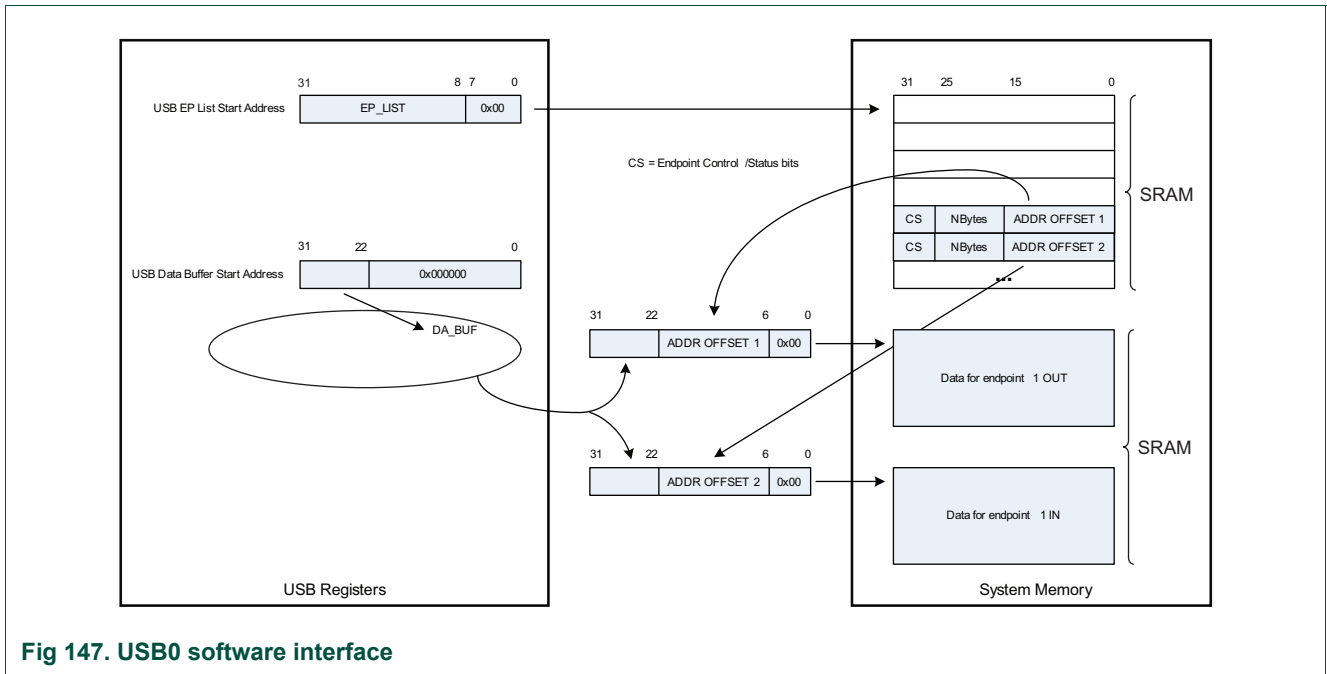 31 8 7 0
USB EP List Start Address EP_LIST 0x00
31 25 15 0
CS = Endpoint Control /Status bits
SRAM
CS NBytes ADDR OFFSET 1
CS NBytes ADDR OFFSET 2
...
31 22 0
USB Data Buffer Start Address 0x000000
DA_BUF
31 22 6 0
ADDR OFFSET 1 0x00
Data for endpoint 1 OUT
SRAM
31 22 6 0
ADDR OFFSET 2 0x00
Data for endpoint 1 IN
USB Registers
System Memory
Fig 147. USB0 software interface